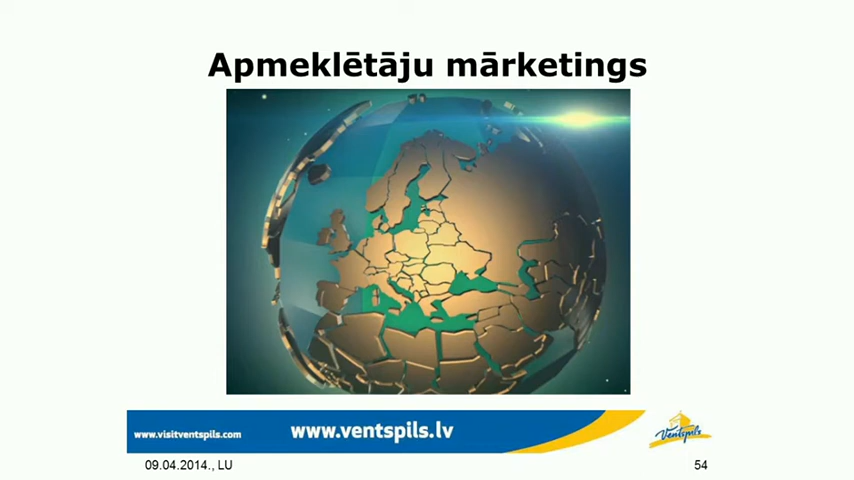 Apmeklētāju mārketings
www.visitventspils.com
www.ventspils.lv
Ventspils
09.04.2014., LU
54